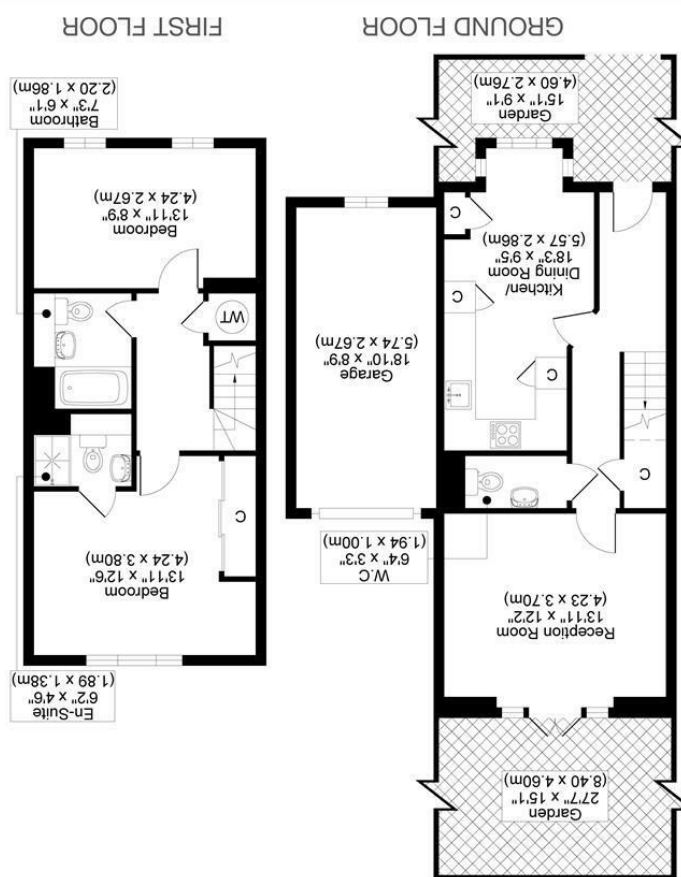 Garden
27'7" x 15'1"
(8.40 x 4.60m)
Reception Room
13'11" x 12'2"
(4.23 x 3.70m)
W.C
6'4" x 3'3"
(1.94 x 1.00m)
C
C
C
Kitchen/
Dining Room
18'3" x 9'5"
(5.57 x 2.86m)
C
Garage
18'10" x 8'9"
(5.74 x 2.67m)
Garden
15'1" x 9'1"
(4.60 x 2.76m)
GROUND FLOOR
En-Suite
6'2" x 4'6"
(1.89 x 1.38m)
Bedroom
13'11" x 12'6"
(4.24 x 3.80m)
C
WT
Bedroom
13'11" x 8'9"
(4.24 x 2.67m)
Bathroom
7'3" x 6'1"
(2.20 x 1.86m)
FIRST FLOOR